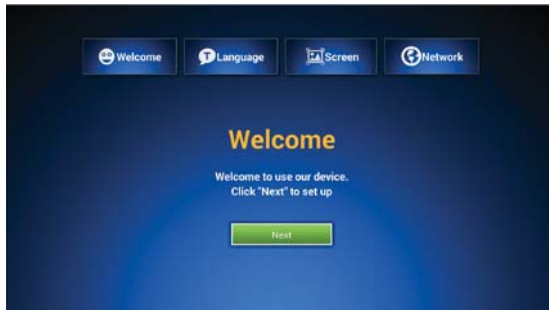 Welcome
Language
Screen
Network
Welcome
Welcome to use our device.
Click "Next" to set up
Next